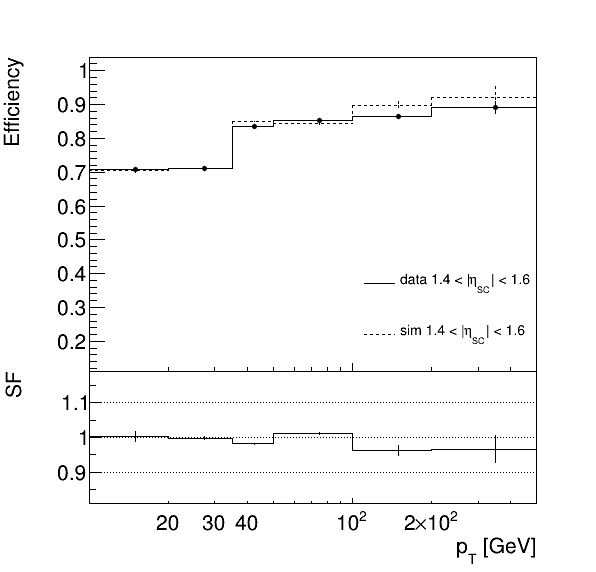 Efficiency
1
0.9
0.8
0.7
0.6
0.5
0.4
0.3
0.2
data 1.4 < |η_SC| < 1.6
sim 1.4 < |η_SC| < 1.6
SF
1.1
1
0.9
20 30 40 10² 2×10²
p_T [GeV]